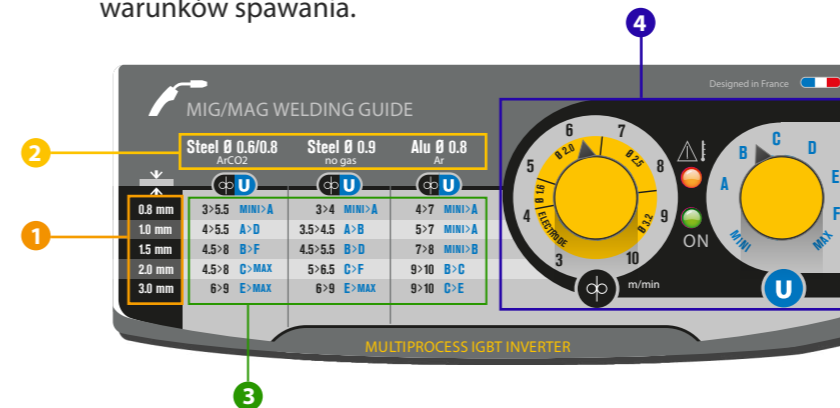 warunków spawania.
4
Designed in France
MIG/MAG WELDING GUIDE
2
Steel Ø 0.6/0.8 Steel Ø 0.9 Alu Ø 0.8
ArCO2 no gas Ar
U U U
1
0.8 mm 3>5.5 MINI>A 3>4 MINI>A 4>7 MINI>A
1.0 mm 4>5.5 A>D 3.5>4.5 A>B 5>7 MINI>A
1.5 mm 4.5>8 B>F 4.5>5.5 B>D 7>8 MINI>B
2.0 mm 4.5>8 C>MAX 5>6.5 C>F 9>10 B>C
3.0 mm 6>9 E>MAX 6>9 E>MAX 9>10 C>E
3 4 5 6 7 8 9 10
ELECTRODE Ø 1.6 Ø 2.0 Ø 2.5 Ø 3.2
m/min
ON
MINI A B C D E F MAX
U
MULTIPROCESS IGBT INVERTER
3